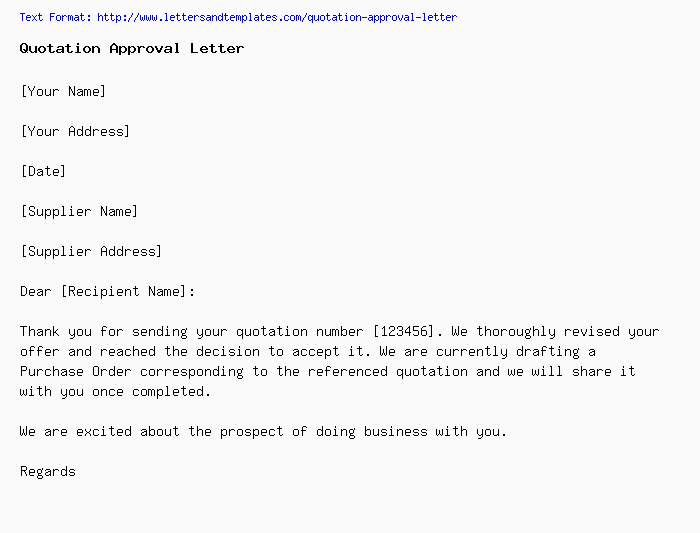 Text Format: http://www.lettersandtemplates.com/quotation-approval-letter
Quotation Approval Letter
[Your Name]
[Your Address]
[Date]
[Supplier Name]
[Supplier Address]
Dear [Recipient Name]:
Thank you for sending your quotation number [123456]. We thoroughly revised your
offer and reached the decision to accept it. We are currently drafting a
Purchase Order corresponding to the referenced quotation and we will share it
with you once completed.
We are excited about the prospect of doing business with you.
Regards